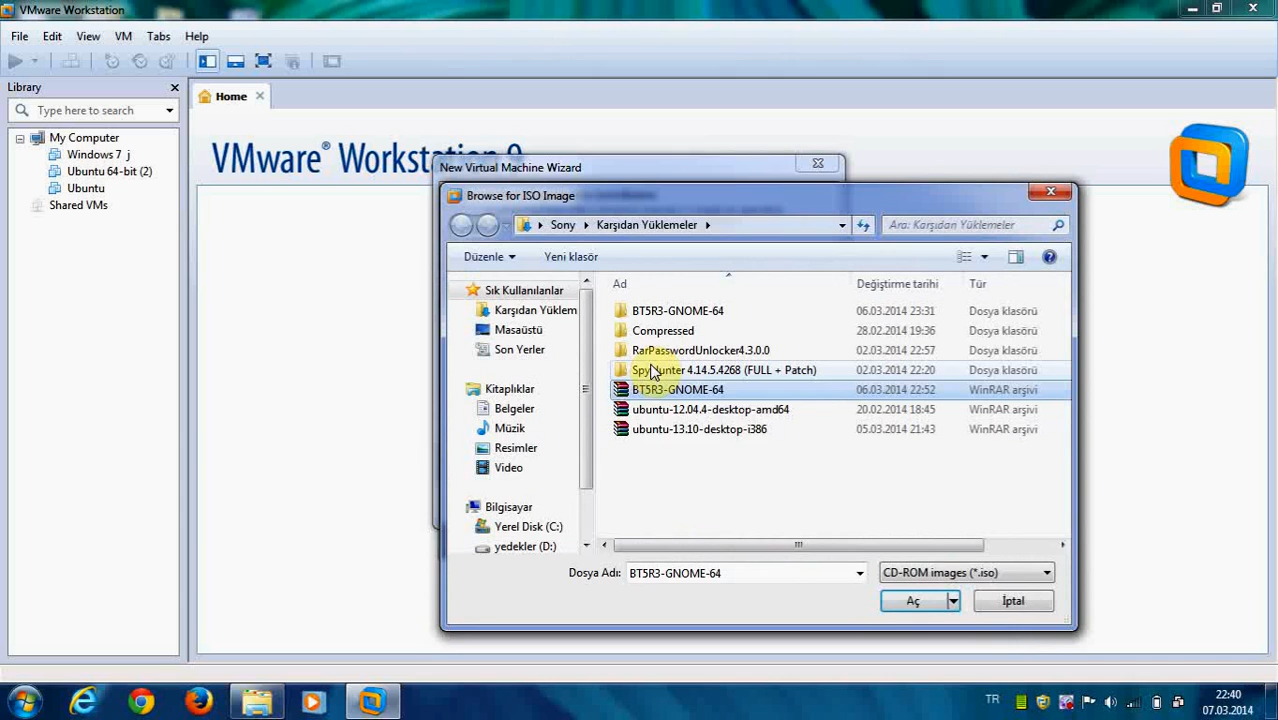 VMware Workstation
File Edit View VM Tabs Help
Library
Home
Type here to search
My Computer
Windows 7 j
Ubuntu 64-bit (2)
Ubuntu
Shared VMs
VMware® Workstation 9
New Virtual Machine Wizard
Browse for ISO Image
Sony Karşıdan Yüklemeler
Ara: Karşıdan Yüklemeler
Düzenle Yeni klasör
Sık Kullanılanlar
Karşıdan Yüklem
Masaüstü
Son Yerler
Kitaplıklar
Belgeler
Müzik
Resimler
Video
Bilgisayar
Yerel Disk (C:)
yedekler (D:)
Ad Değiştirme tarihi Tür
BT5R3-GNOME-64 06.03.2014 23:31 Dosya klasörü
Compressed 28.02.2014 19:36 Dosya klasörü
RarPasswordUnlocker4.3.0.0 02.03.2014 22:57 Dosya klasörü
SpyHunter 4.14.5.4268 (FULL + Patch) 02.03.2014 22:20 Dosya klasörü
BT5R3-GNOME-64 06.03.2014 22:52 WinRAR arşivi
ubuntu-12.04.4-desktop-amd64 20.02.2014 18:45 WinRAR arşivi
ubuntu-13.10-desktop-i386 05.03.2014 21:43 WinRAR arşivi
Dosya Adı: BT5R3-GNOME-64 CD-ROM images (*.iso)
Aç İptal
TR
22:40
07.03.2014